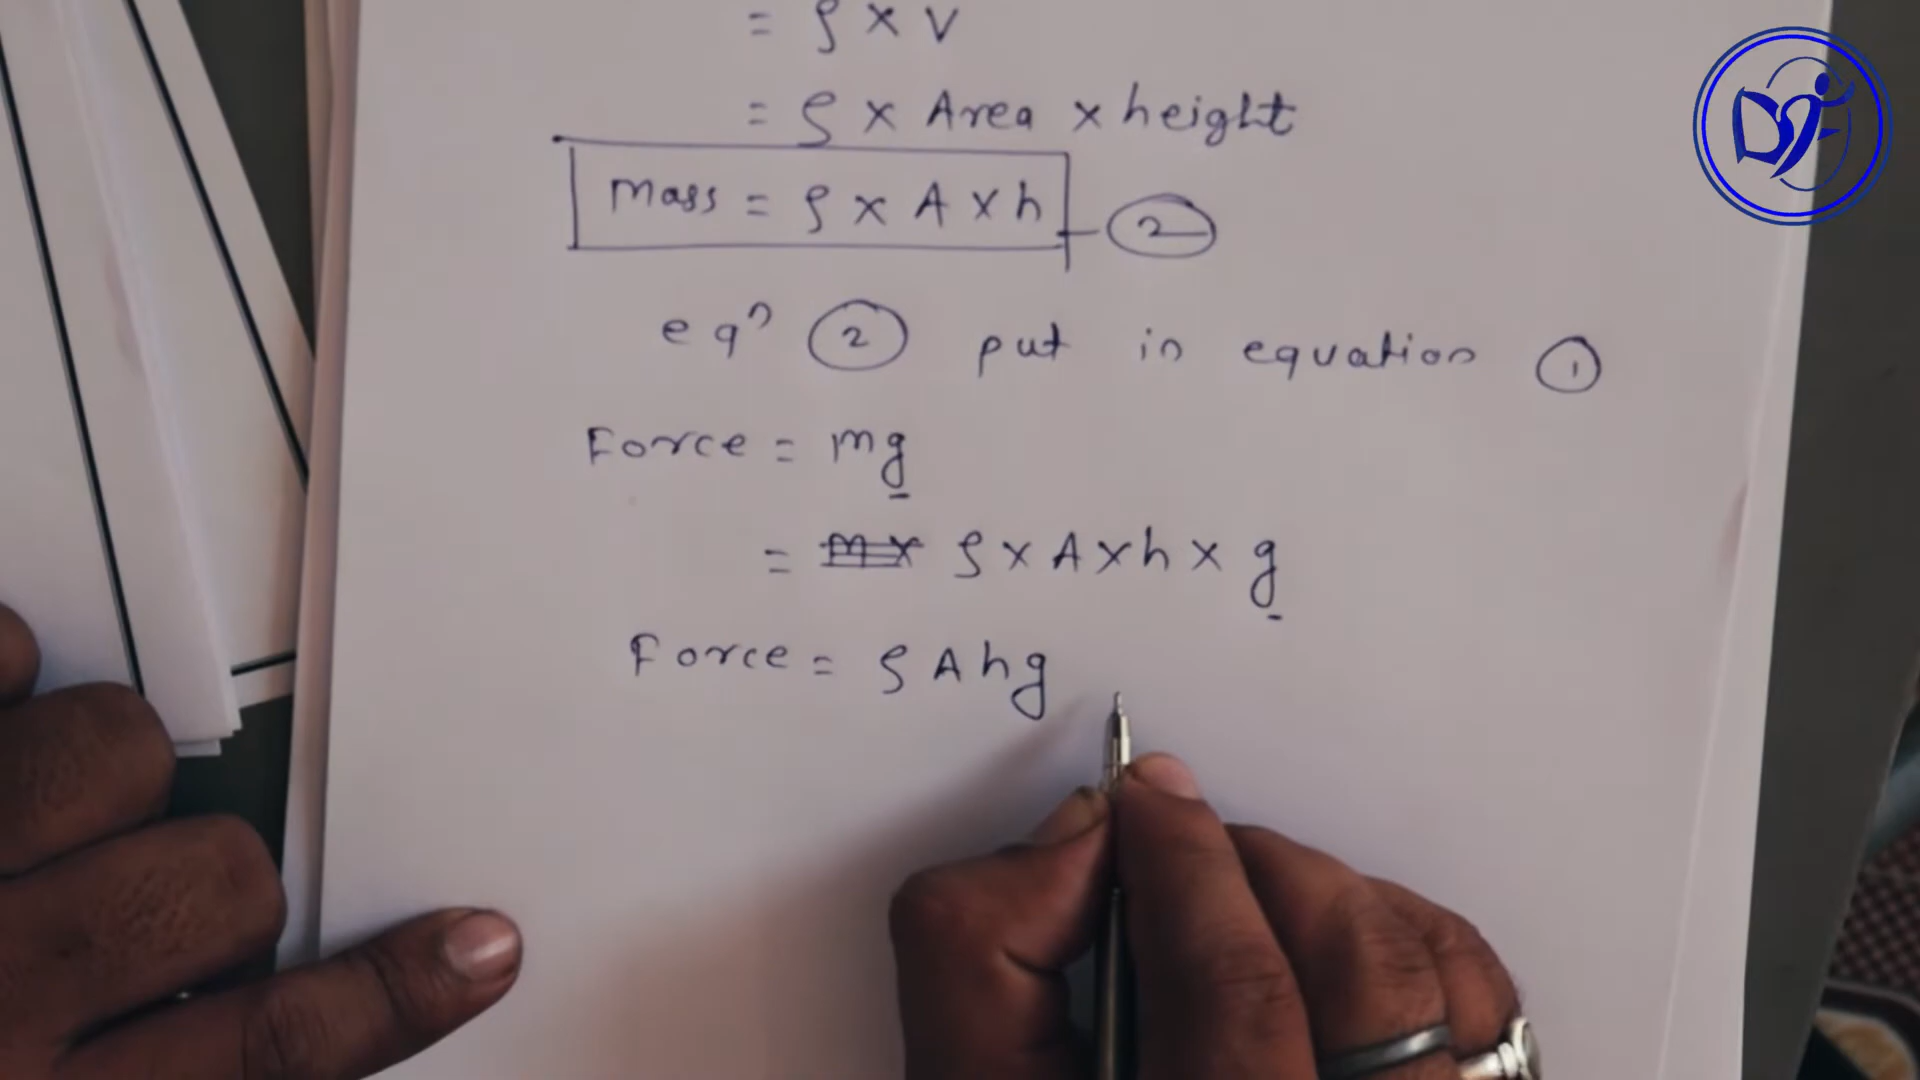 = ρ × V
= ρ × Area × height
Mass = ρ × A × h - 2
eqⁿ 2 put in equation 1
Force = mg
= m × ρ × A × h × g
Force = ρ A h g